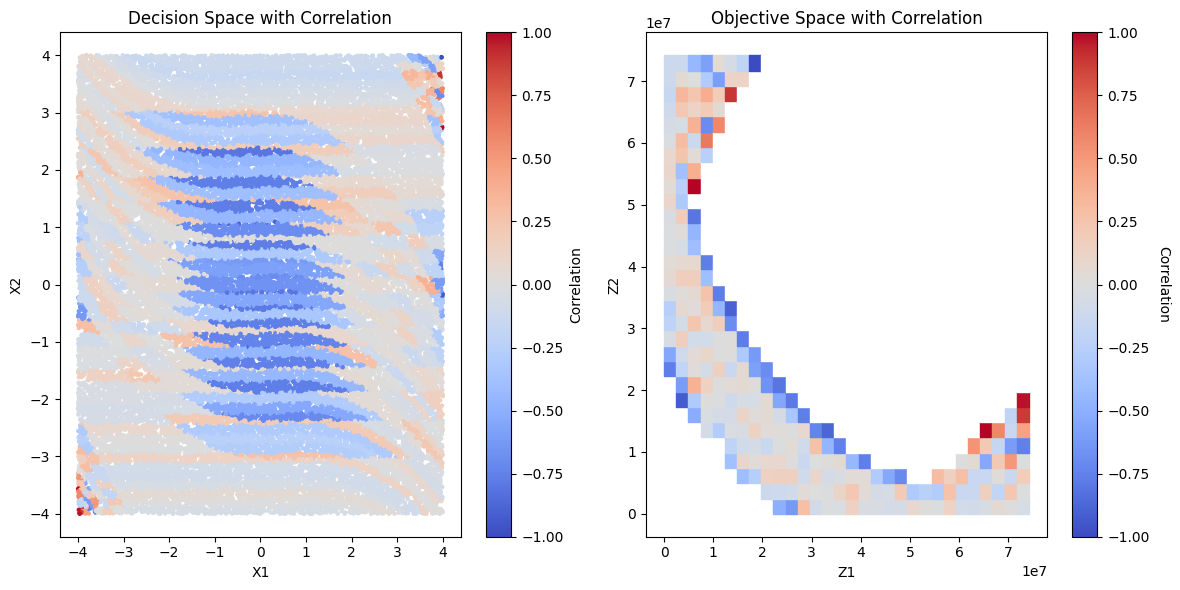 Decision Space with Correlation
X2
4
3
2
1
0
−1
−2
−3
−4
−4 −3 −2 −1 0 1 2 3 4
X1
1.00
0.75
0.50
0.25
0.00
−0.25
−0.50
−0.75
−1.00
Correlation
Objective Space with Correlation
1e7
Z2
7
6
5
4
3
2
1
0
0 1 2 3 4 5 6 7
1e7
Z1
1.00
0.75
0.50
0.25
0.00
−0.25
−0.50
−0.75
−1.00
Correlation